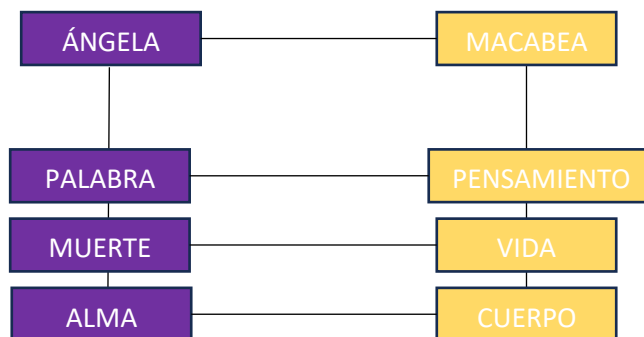 ÁNGELA
MACABEA
PALABRA
PENSAMIENTO
MUERTE
VIDA
ALMA
CUERPO